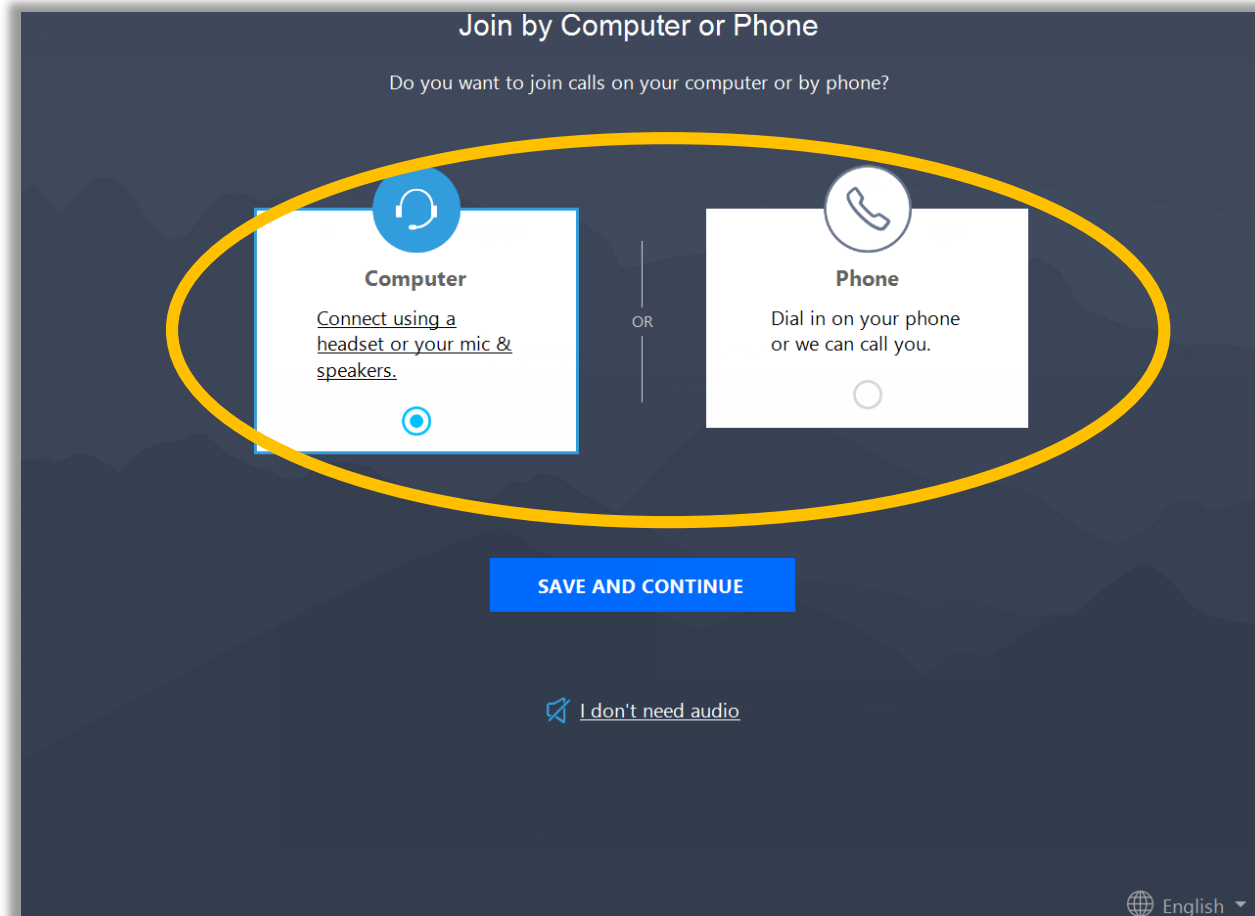 Join by Computer or Phone
Do you want to join calls on your computer or by phone?
Computer
Connect using a
headset or your mic &
speakers.
OR
Phone
Dial in on your phone
or we can call you.
SAVE AND CONTINUE
I don't need audio
English